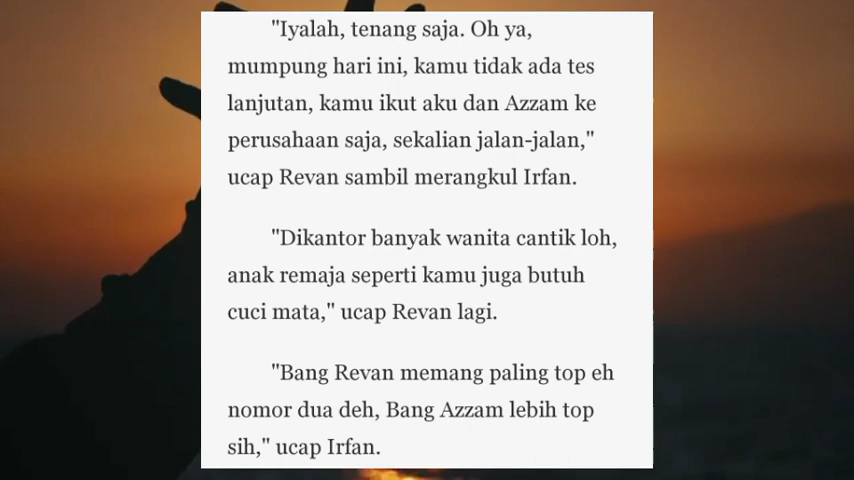 "Iyalah, tenang saja. Oh ya,
mumpung hari ini, kamu tidak ada tes
lanjutan, kamu ikut aku dan Azzam ke
perusahaan saja, sekalian jalan-jalan,"
ucap Revan sambil merangkul Irfan.
"Dikantor banyak wanita cantik loh,
anak remaja seperti kamu juga butuh
cuci mata," ucap Revan lagi.
"Bang Revan memang paling top eh
nomor dua deh, Bang Azzam lebih top
sih," ucap Irfan.